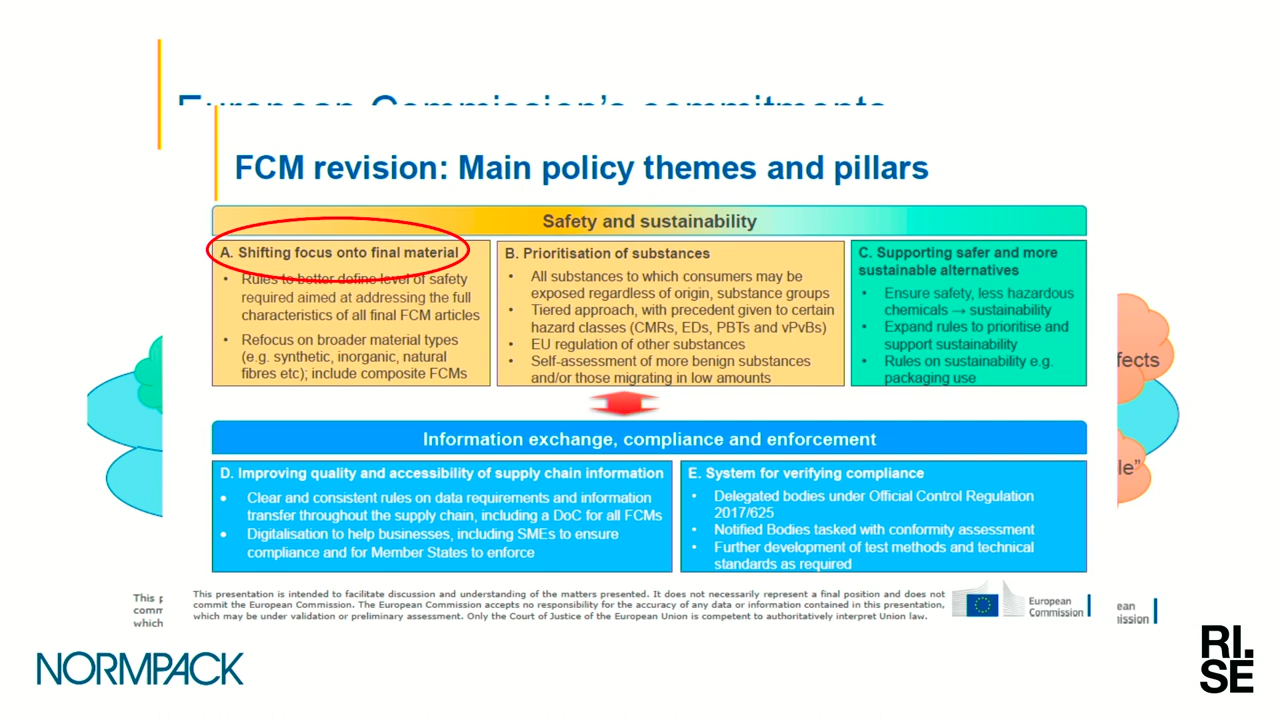 European Commission's commitments
FCM revision: Main policy themes and pillars
Safety and sustainability
A. Shifting focus onto final material
• Rules to better define level of safety
required aimed at addressing the full
characteristics of all final FCM articles
• Refocus on broader material types
(e.g. synthetic, inorganic, natural
fibres etc); include composite FCMs
B. Prioritisation of substances
• All substances to which consumers may be
exposed regardless of origin, substance groups
• Tiered approach, with precedent given to certain
hazard classes (CMRs, EDs, PBTs and vPvBs)
• EU regulation of other substances
• Self-assessment of more benign substances
and/or those migrating in low amounts
C. Supporting safer and more
sustainable alternatives
• Ensure safety, less hazardous
chemicals → sustainability
• Expand rules to prioritise and
support sustainability
• Rules on sustainability e.g.
packaging use
fects
le"
Information exchange, compliance and enforcement
D. Improving quality and accessibility of supply chain information
• Clear and consistent rules on data requirements and information
transfer throughout the supply chain, including a DoC for all FCMs
• Digitalisation to help businesses, including SMEs to ensure
compliance and for Member States to enforce
E. System for verifying compliance
• Delegated bodies under Official Control Regulation
2017/625
• Notified Bodies tasked with conformity assessment
• Further development of test methods and technical
standards as required
This p
comm
which
This presentation is intended to facilitate discussion and understanding of the matters presented. It does not necessarily represent a final position and does not
commit the European Commission. The European Commission accepts no responsibility for the accuracy of any data or information contained in this presentation,
which may be under validation or preliminary assessment. Only the Court of Justice of the European Union is competent to authoritatively interpret Union law.
European
Commission
ean
ission
NORMPACK
RI.
SE